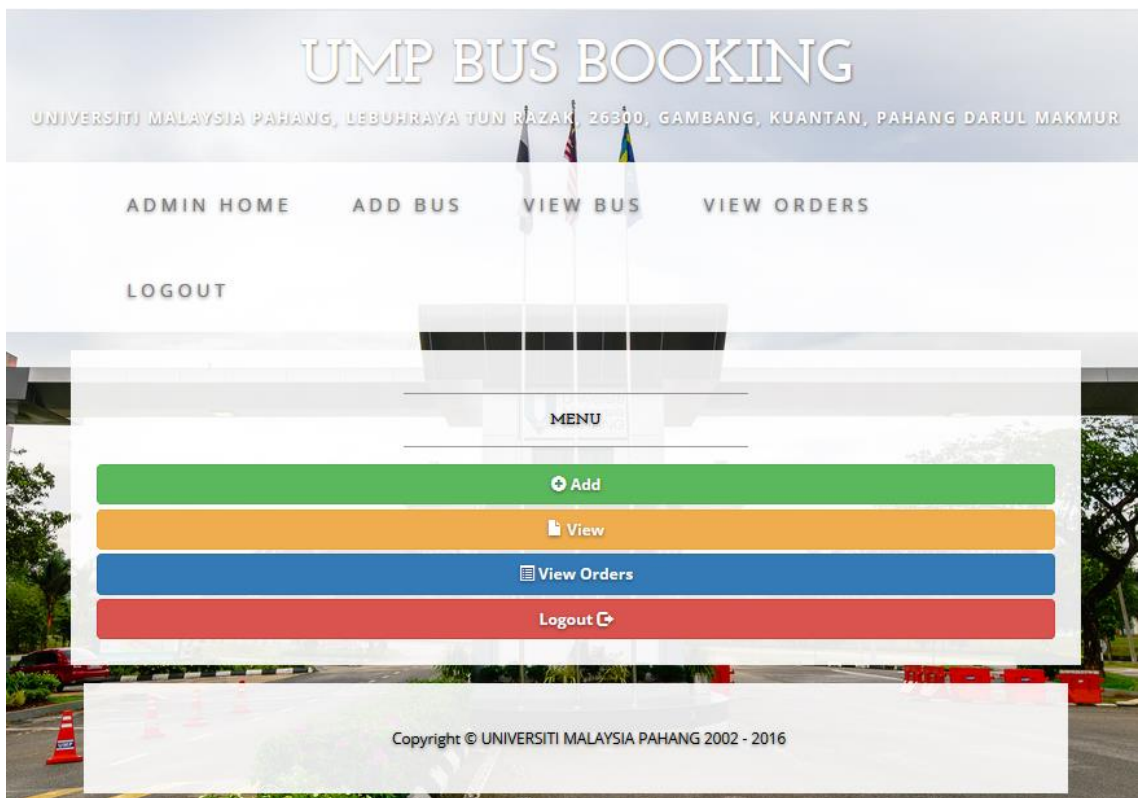 UMP BUS BOOKING
UNIVERSITI MALAYSIA PAHANG, LEBUHRAYA TUN RAZAK, 26300, GAMBANG, KUANTAN, PAHANG DARUL MAKMUR
ADMIN HOME ADD BUS VIEW BUS VIEW ORDERS
LOGOUT
MENU
Add
View
View Orders
Logout
Copyright © UNIVERSITI MALAYSIA PAHANG 2002 - 2016